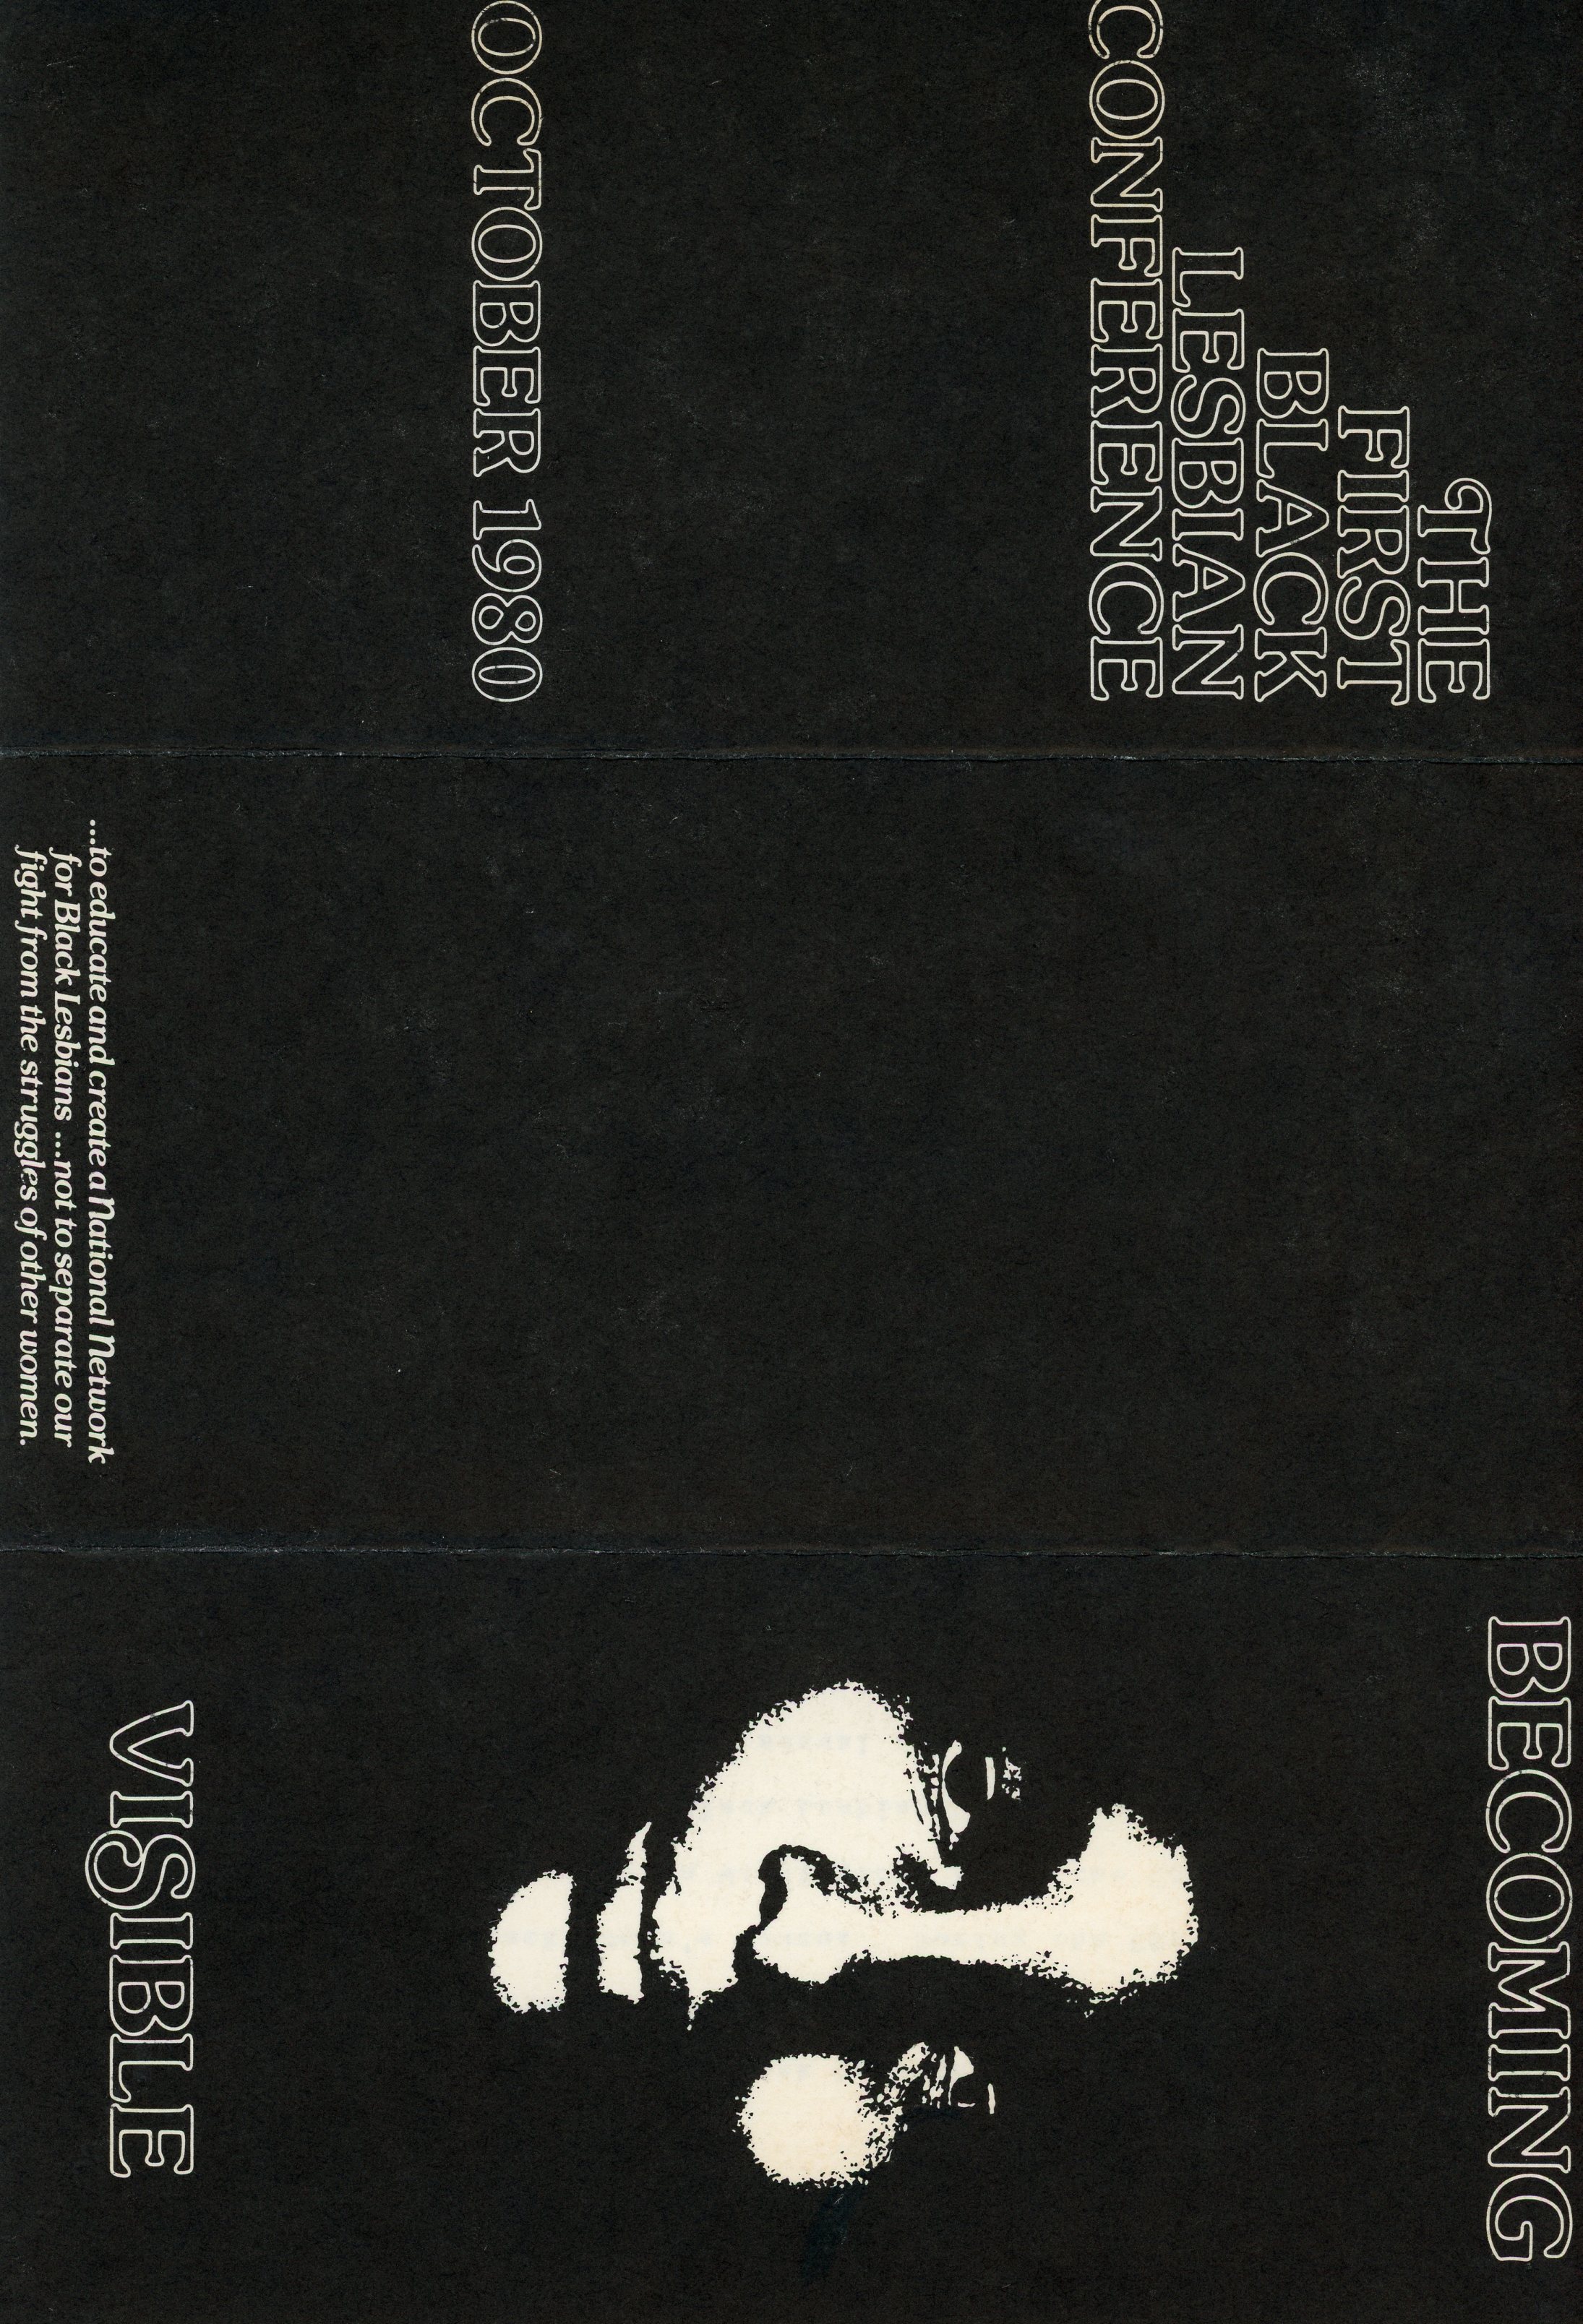 THE
FIRST
BLACK
LESBIAN
CONFERENCE
OCTOBER 1980
...to educate and create a National Network
for Black Lesbians ...not to separate our
fight from the struggles of other women.
BECOMING
VISIBLE